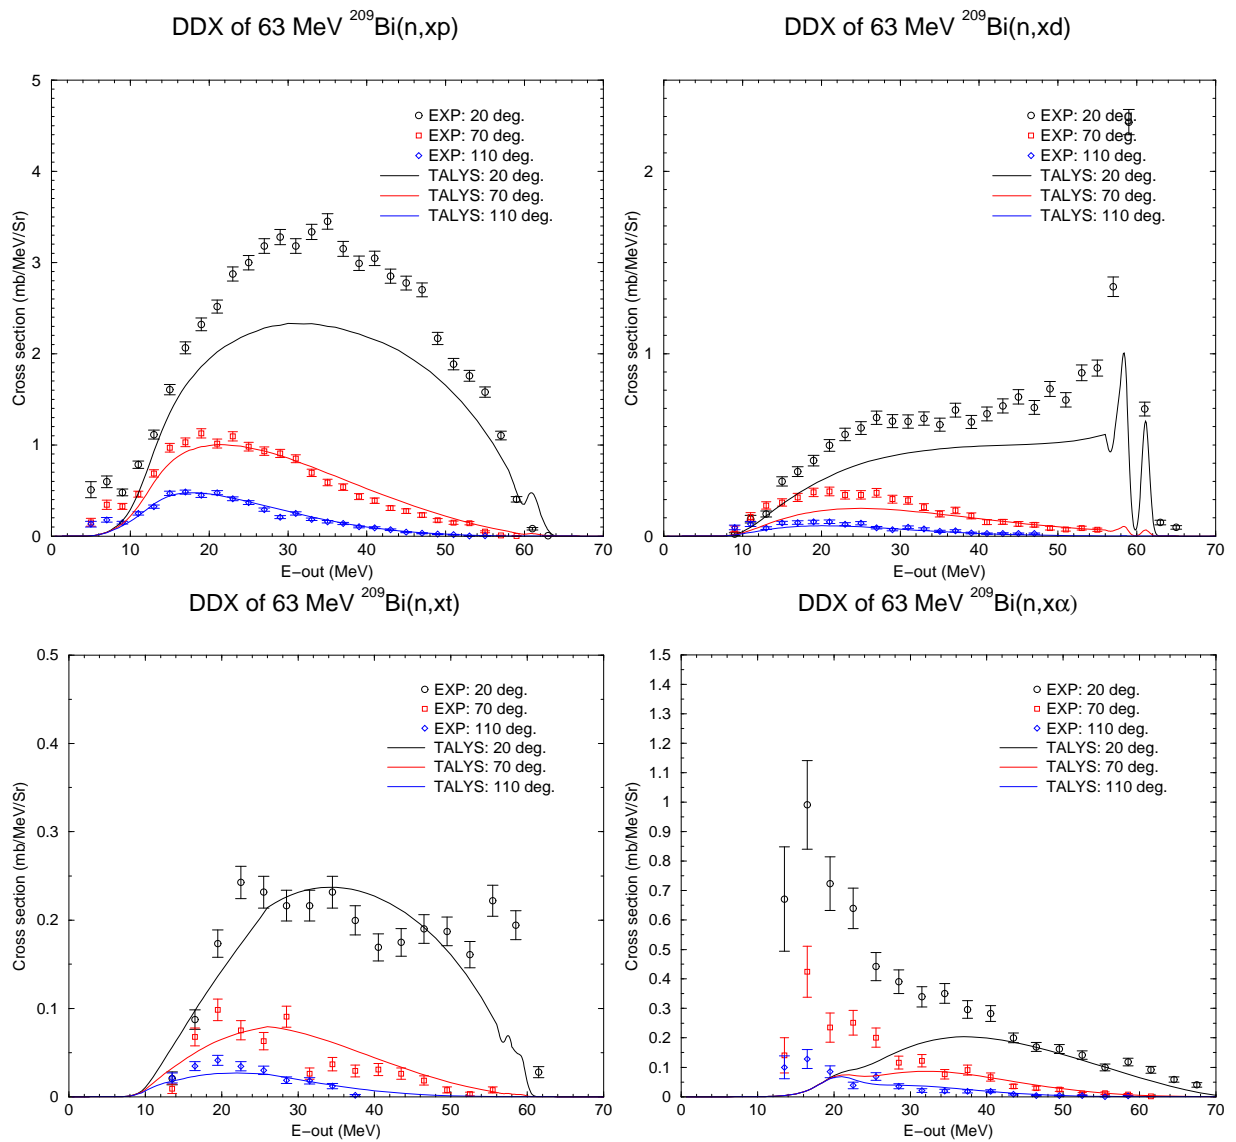 DDX of 63 MeV 209Bi(n,xp)
5
4
3
2
1
0
Cross section (mb/MeV/Sr)
EXP: 20 deg.
EXP: 70 deg.
EXP: 110 deg.
TALYS: 20 deg.
TALYS: 70 deg.
TALYS: 110 deg.
0 10 20 30 40 50 60 70
E−out (MeV)
DDX of 63 MeV 209Bi(n,xd)
2
1
0
Cross section (mb/MeV/Sr)
EXP: 20 deg.
EXP: 70 deg.
EXP: 110 deg.
TALYS: 20 deg.
TALYS: 70 deg.
TALYS: 110 deg.
0 10 20 30 40 50 60 70
E−out (MeV)
DDX of 63 MeV 209Bi(n,xt)
0.5
0.4
0.3
0.2
0.1
0
Cross section (mb/MeV/Sr)
EXP: 20 deg.
EXP: 70 deg.
EXP: 110 deg.
TALYS: 20 deg.
TALYS: 70 deg.
TALYS: 110 deg.
0 10 20 30 40 50 60 70
E−out (MeV)
DDX of 63 MeV 209Bi(n,xα)
1.5
1.4
1.3
1.2
1.1
1
0.9
0.8
0.7
0.6
0.5
0.4
0.3
0.2
0.1
0
Cross section (mb/MeV/Sr)
EXP: 20 deg.
EXP: 70 deg.
EXP: 110 deg.
TALYS: 20 deg.
TALYS: 70 deg.
TALYS: 110 deg.
0 10 20 30 40 50 60 70
E−out (MeV)